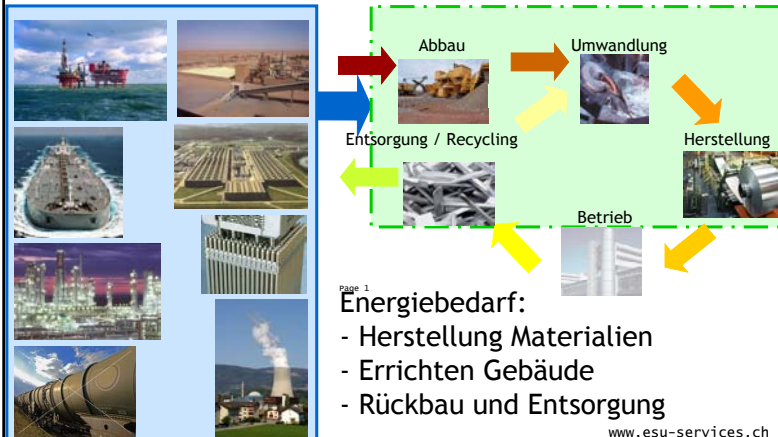 Abbau
Umwandlung
Entsorgung / Recycling
Herstellung
Betrieb
Page 1
Energiebedarf:
- Herstellung Materialien
- Errichten Gebäude
- Rückbau und Entsorgung
www.esu-services.ch